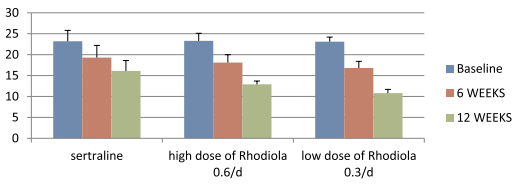 30
25
20
15
10
5
0
sertraline
high dose of Rhodiola
0.6/d
low dose of Rhodiola
0.3/d
Baseline
6 WEEKS
12 WEEKS